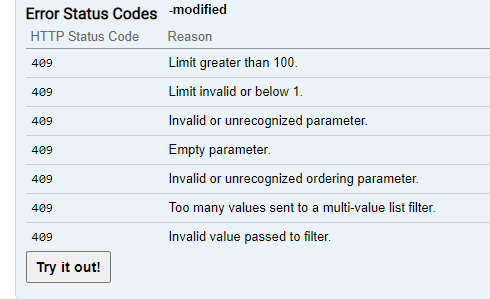 Error Status Codes -modified
HTTP Status Code Reason
409 Limit greater than 100.
409 Limit invalid or below 1.
409 Invalid or unrecognized parameter.
409 Empty parameter.
409 Invalid or unrecognized ordering parameter.
409 Too many values sent to a multi-value list filter.
409 Invalid value passed to filter.
Try it out!